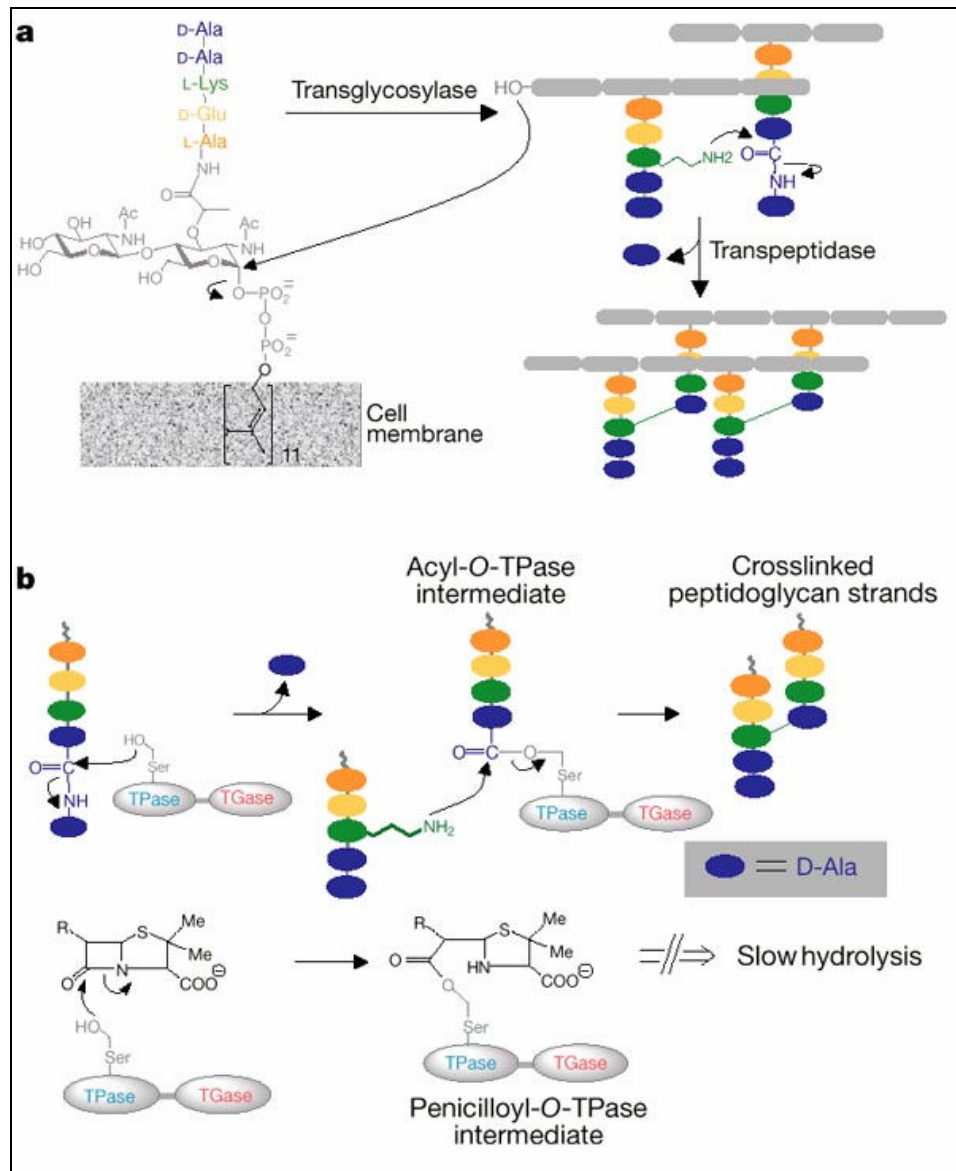 a
D-Ala
D-Ala
L-Lys
D-Glu
L-Ala
NH
O
O
Ac
N
H
Ac
NH
OH
HO
HO
HO
O
O
O
HO
O
O–PO2=
O
PO2=
O
11
Cell
membrane
Transglycosylase
HO
NH2
O=C
NH
Transpeptidase
b
Acyl-O-TPase
intermediate
Crosslinked
peptidoglycan strands
HO
Ser
O=C
NH
TPase
TGase
NH2
O=C–O
Ser
TPase
TGase
= D-Ala
R
S
Me
Me
N
O
COO⊖
HO
Ser
TPase
TGase
R
S
Me
Me
HN
O
COO⊖
O
Ser
TPase
TGase
Slow hydrolysis
Penicilloyl-O-TPase
intermediate